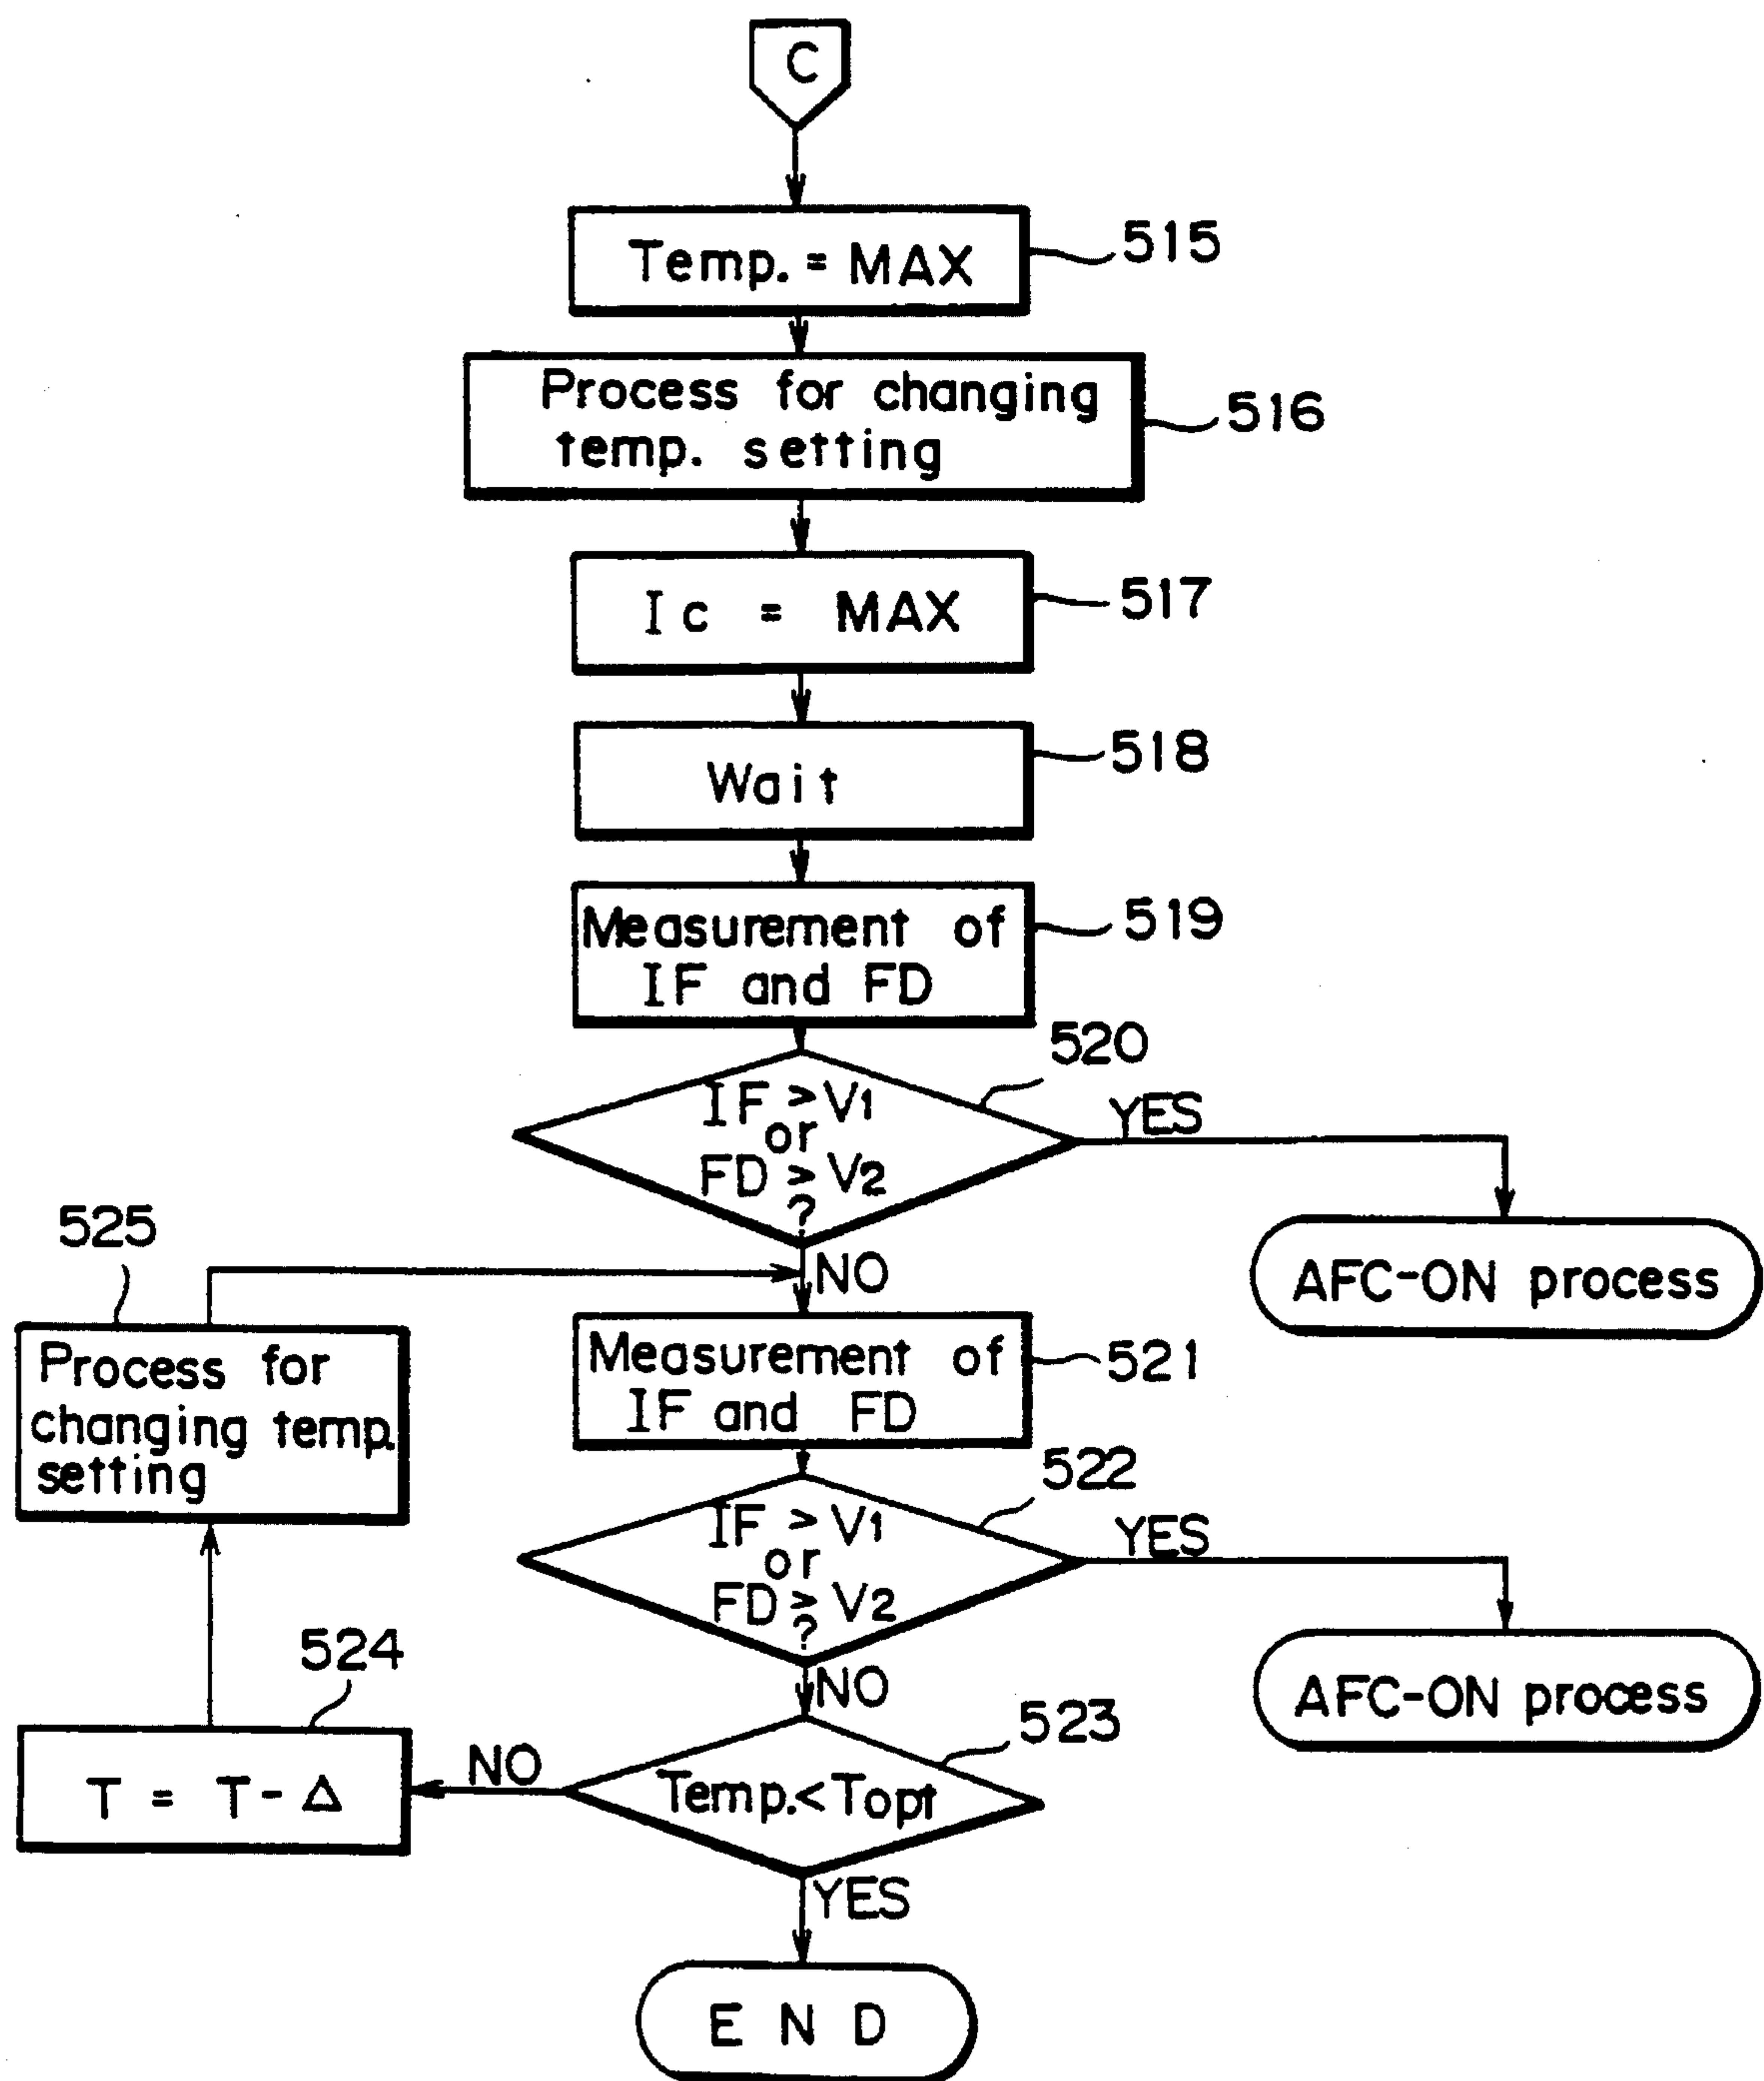 C
Temp. = MAX
515
Process for changing
temp. setting
516
Ic = MAX
517
Wait
518
Measurement of
IF and FD
519
520
IF > V1
or
FD > V2
?
YES
AFC-ON process
NO
525
Process for
changing temp.
setting
Measurement of
IF and FD
521
522
IF > V1
or
FD > V2
?
YES
AFC-ON process
NO
523
Temp.<Topt
NO
524
T = T-Δ
YES
END